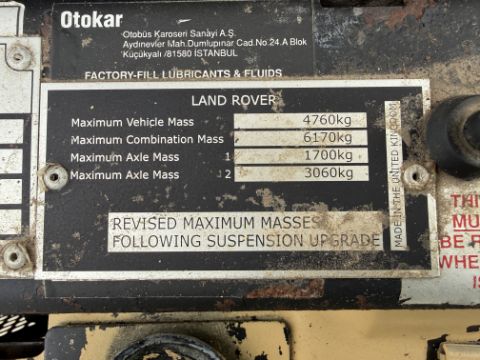 Otokar
Otobüs Karoseri Sanayi A.Ş.
Aydınevler Mah.Dumlupınar Cad.No.24.A Blok
Küçükyalı /81580 İSTANBUL
FACTORY-FILL LUBRICANTS & FLUIDS
LAND ROVER
Maximum Vehicle Mass 4760kg
Maximum Combination Mass 6170kg
Maximum Axle Mass 1 1700kg
Maximum Axle Mass 2 3060kg
REVISED MAXIMUM MASSES
FOLLOWING SUSPENSION UPGRADE
MADE IN THE UNITED KINGDOM
THI
MU
BE R
WHE
IS